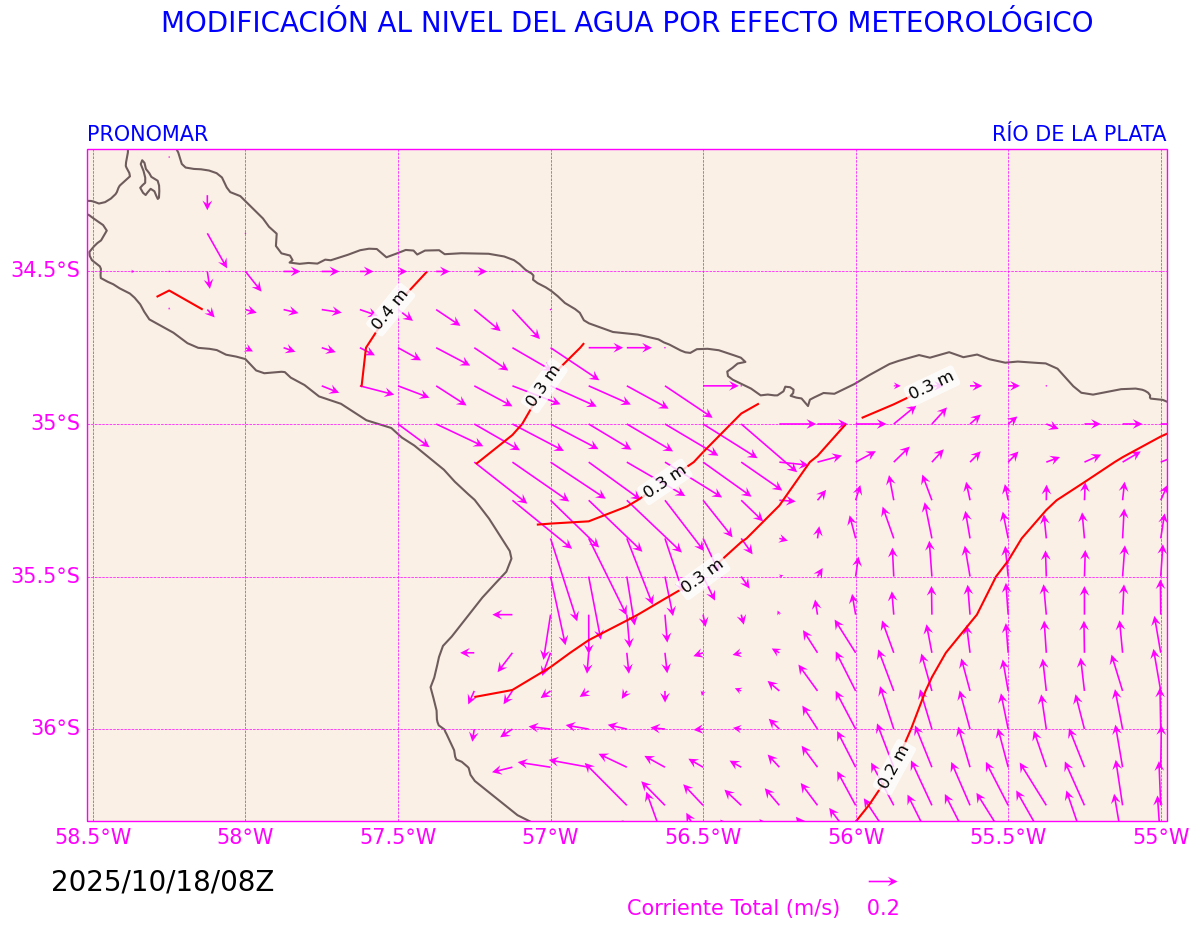 MODIFICACIÓN AL NIVEL DEL AGUA POR EFECTO METEOROLÓGICO
PRONOMAR
RÍO DE LA PLATA
34.5°S
35°S
35.5°S
36°S
0.4 m
0.3 m
0.3 m
0.3 m
0.3 m
0.2 m
58.5°W
58°W
57.5°W
57°W
56.5°W
56°W
55.5°W
55°W
2025/10/18/08Z
Corriente Total (m/s)
0.2